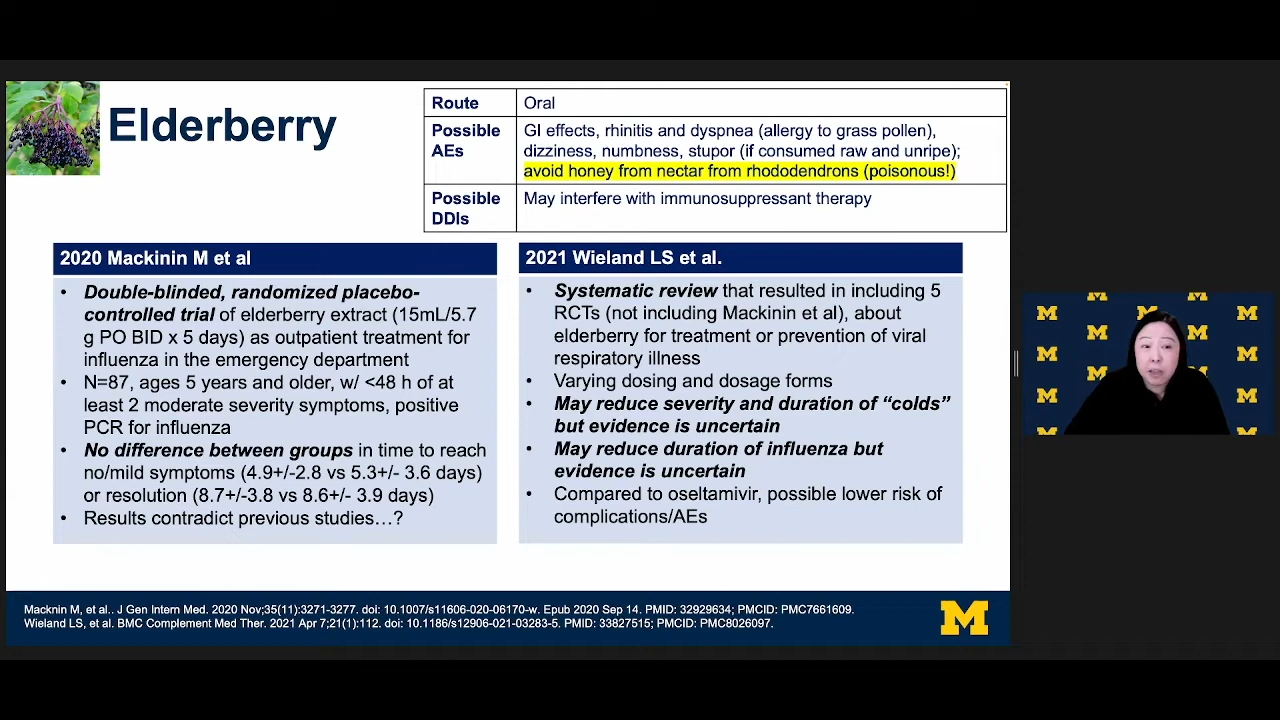 Elderberry
Route
Oral
Possible
AEs
GI effects, rhinitis and dyspnea (allergy to grass pollen),
dizziness, numbness, stupor (if consumed raw and unripe);
avoid honey from nectar from rhododendrons (poisonous!)
Possible
DDIs
May interfere with immunosuppressant therapy
2020 Mackinin M et al
• Double-blinded, randomized placebo-
controlled trial of elderberry extract (15mL/5.7
g PO BID x 5 days) as outpatient treatment for
influenza in the emergency department
• N=87, ages 5 years and older, w/ <48 h of at
least 2 moderate severity symptoms, positive
PCR for influenza
• No difference between groups in time to reach
no/mild symptoms (4.9+/-2.8 vs 5.3+/- 3.6 days)
or resolution (8.7+/-3.8 vs 8.6+/- 3.9 days)
• Results contradict previous studies…?
2021 Wieland LS et al.
• Systematic review that resulted in including 5
RCTs (not including Mackinin et al), about
elderberry for treatment or prevention of viral
respiratory illness
• Varying dosing and dosage forms
• May reduce severity and duration of “colds”
but evidence is uncertain
• May reduce duration of influenza but
evidence is uncertain
• Compared to oseltamivir, possible lower risk of
complications/AEs
Macknin M, et al.. J Gen Intern Med. 2020 Nov;35(11):3271-3277. doi: 10.1007/s11606-020-06170-w. Epub 2020 Sep 14. PMID: 32929634; PMCID: PMC7661609.
Wieland LS, et al. BMC Complement Med Ther. 2021 Apr 7;21(1):112. doi: 10.1186/s12906-021-03283-5. PMID: 33827515; PMCID: PMC8026097.
M